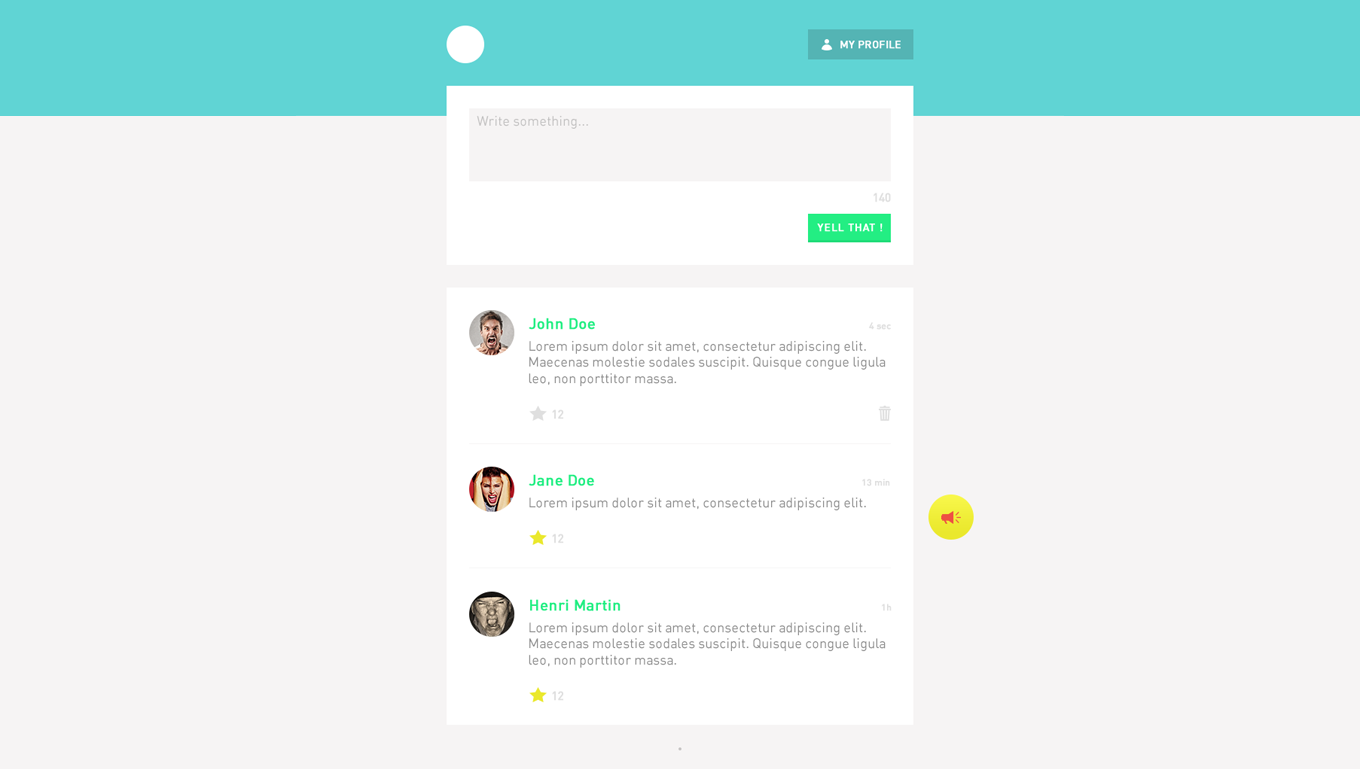 MY PROFILE
Write something...
140
YELL THAT !
John Doe
4 sec
Lorem ipsum dolor sit amet, consectetur adipiscing elit.
Maecenas molestie sodales suscipit. Quisque congue ligula
leo, non porttitor massa.
12
Jane Doe
13 min
Lorem ipsum dolor sit amet, consectetur adipiscing elit.
12
Henri Martin
1h
Lorem ipsum dolor sit amet, consectetur adipiscing elit.
Maecenas molestie sodales suscipit. Quisque congue ligula
leo, non porttitor massa.
12